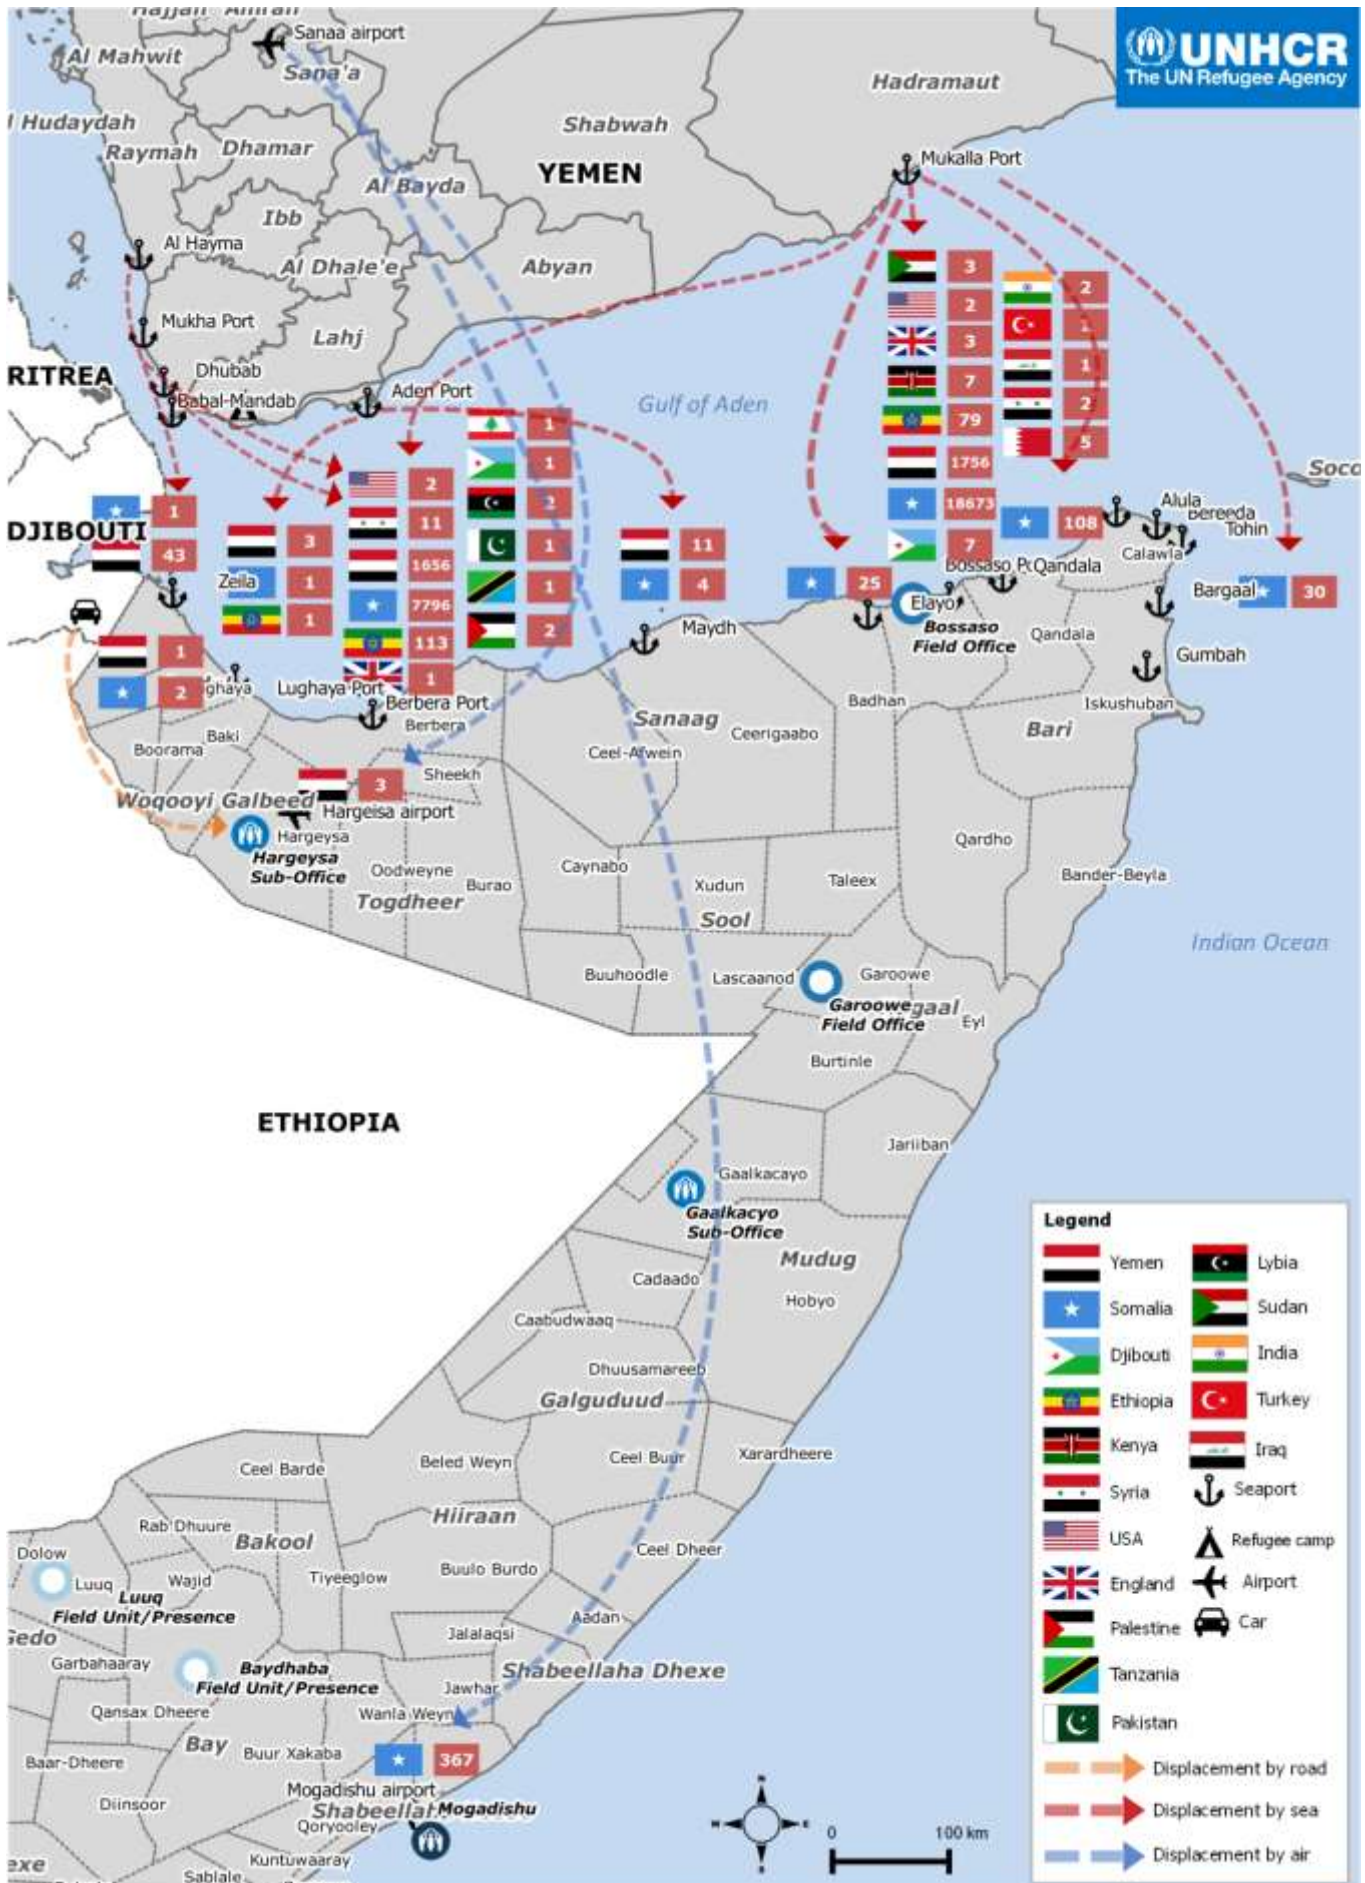 Hajjah
Amran
Sanaa airport
UNHCR
The UN Refugee Agency
Al Mahwit
Sana'a
Hadramaut
l Hudaydah
Shabwah
Raymah
Dhamar
YEMEN
Mukalla Port
Al Bayda
Ibb
Al Hayma
Al Dhale'e
Abyan
3
2
Mukha Port
2
1
Lahj
3
1
RITREA
Dhubab
7
2
Babal-Mandab
Aden Port
Gulf of Aden
79
5
1
1756
1
Soco
2
2
18673
108
Alula
Bereeda
1
11
Tohin
DJIBOUTI
43
3
1656
1
11
7
Calawla
Bossaso Po
Qandala
Zeila
1
7796
1
4
25
Bargaal
30
1
113
2
Elayo
Bossaso
Field Office
Qandala
1
2
1
Maydh
Gumbah
ghaya
Lughaya Port
Berbera Port
Badhan
Iskushuban
Baki
Berbera
Sanaag
Ceerigaabo
Bari
Boorama
Ceel-Afwein
3
Sheekh
Woqooyi Galbeed
Hargeisa airport
Hargeysa
Hargeysa
Sub-Office
Qardho
Oodweyne
Burao
Caynabo
Xudun
Taleex
Bander-Beyla
Togdheer
Sool
Indian Ocean
Buuhoodle
Lascaanod
Garoowe
Garoowe
Field Office
gaal
Eyl
Burtinle
ETHIOPIA
Jariiban
Gaalkacayo
Gaalkacyo
Sub-Office
Mudug
Cadaado
Hobyo
Caabudwaaq
Dhuusamareeb
Galguduud
Ceel Barde
Beled Weyn
Ceel Buur
Xarardheere
Hiiraan
Rab Dhuure
Bakool
Dolow
Luuq
Luuq
Field Unit/Presence
Wajid
Tiyeeglow
Buulo Burdo
Ceel Dheer
Aadan
Gedo
Jalalaqsi
Garbahaaray
Baydhaba
Field Unit/Presence
Shabeellaha Dhexe
Jawhar
Qansax Dheere
Wanla Weyn
Bay
Buur Xakaba
Baar-Dheere
367
Mogadishu airport
Diinsoor
Mogadishu
Qoryooley
exe
Kuntuwaaray
Sablale
N
E
S
0
100 km
Legend
Yemen
Lybia
Somalia
Sudan
Djibouti
India
Ethiopia
Turkey
Kenya
Iraq
Syria
Seaport
USA
Refugee camp
England
Airport
Palestine
Car
Tanzania
Pakistan
Displacement by road
Displacement by sea
Displacement by air